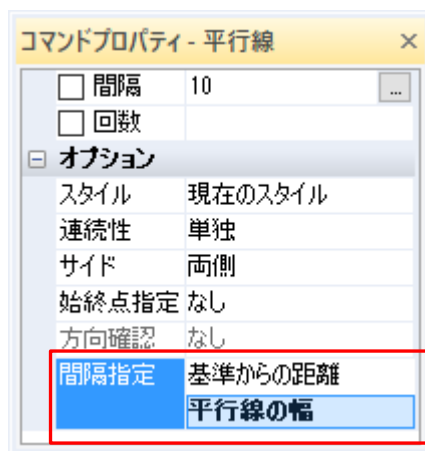 コマンドプロパティ - 平行線
間隔 10 ...
回数
オプション
スタイル 現在のスタイル
連続性 単独
サイド 両側
始終点指定 なし
方向確認 なし
間隔指定 基準からの距離
平行線の幅